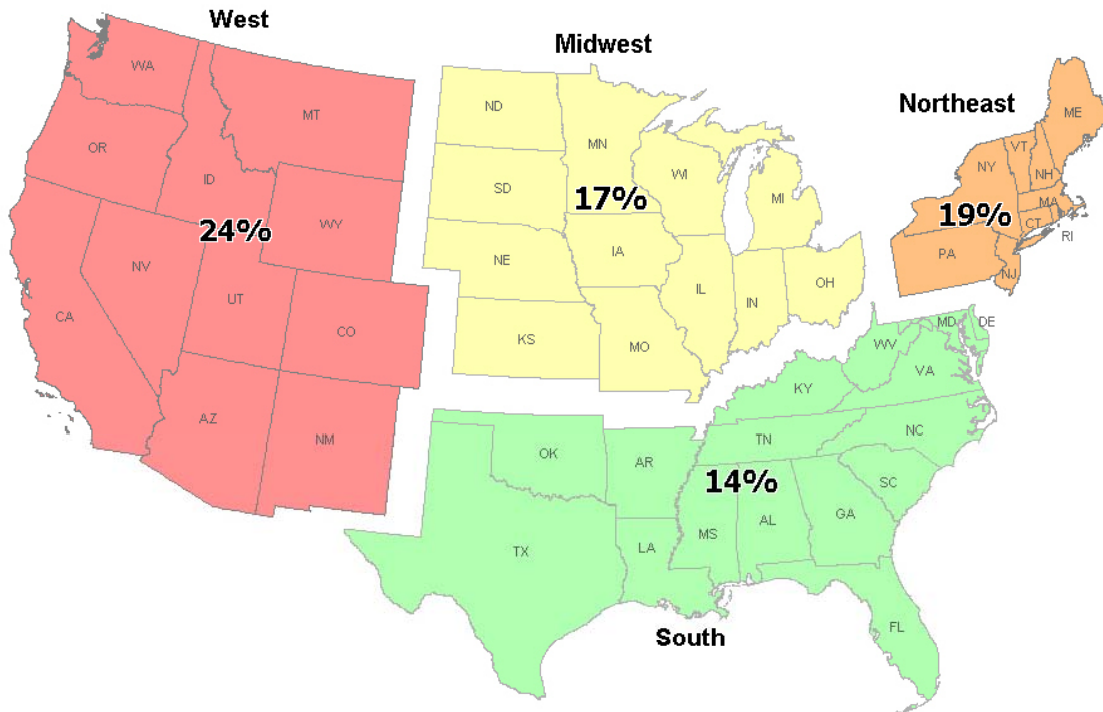 West
Midwest
Northeast
WA
MT
OR
ID
WY
24%
NV
UT
CA
CO
AZ
NM
ND
MN
SD
WI
MI
17%
NE
IA
IL
IN
OH
KS
MO
ME
VT
NY
NH
MA
19%
CT
RI
PA
NJ
MD
DE
WV
VA
KY
NC
TN
OK
AR
SC
14%
MS
AL
GA
TX
LA
FL
South